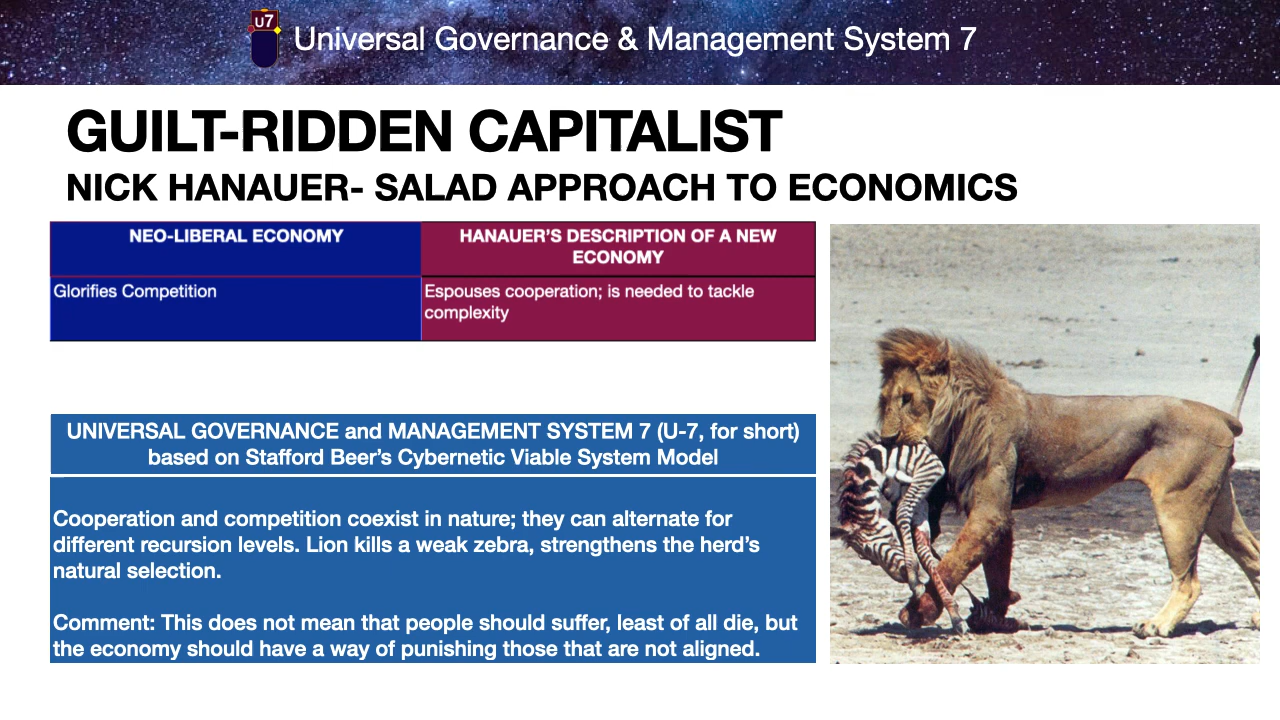 U7
Universal Governance & Management System 7
GUILT-RIDDEN CAPITALIST
NICK HANAUER- SALAD APPROACH TO ECONOMICS
NEO-LIBERAL ECONOMY
HANAUER'S DESCRIPTION OF A NEW
ECONOMY
Glorifies Competition
Espouses cooperation; is needed to tackle
complexity
UNIVERSAL GOVERNANCE and MANAGEMENT SYSTEM 7 (U-7, for short)
based on Stafford Beer's Cybernetic Viable System Model
Cooperation and competition coexist in nature; they can alternate for
different recursion levels. Lion kills a weak zebra, strengthens the herd's
natural selection.
Comment: This does not mean that people should suffer, least of all die, but
the economy should have a way of punishing those that are not aligned.